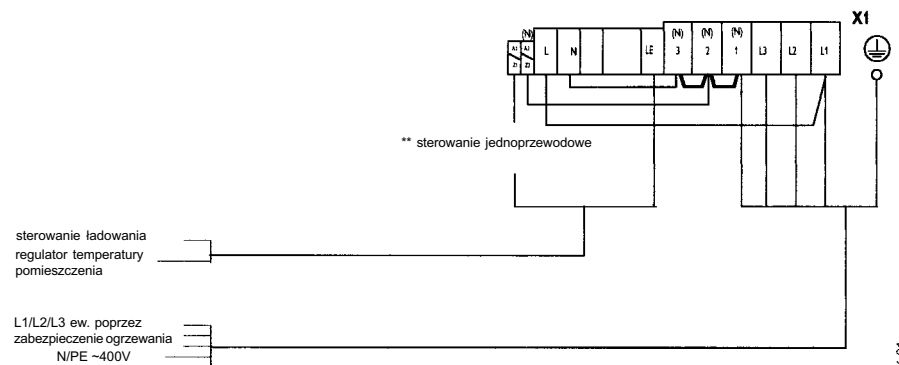 X1
(N) (N) (N) (N)
A1 A1 L N LE 3 2 1 L3 L2 L1
Z1 Z1
** sterowanie jednoprzewodowe
sterowanie ładowania
regulator temperatury
pomieszczenia
L1/L2/L3 ew. poprzez
zabezpieczenie ogrzewania
N/PE ~400V